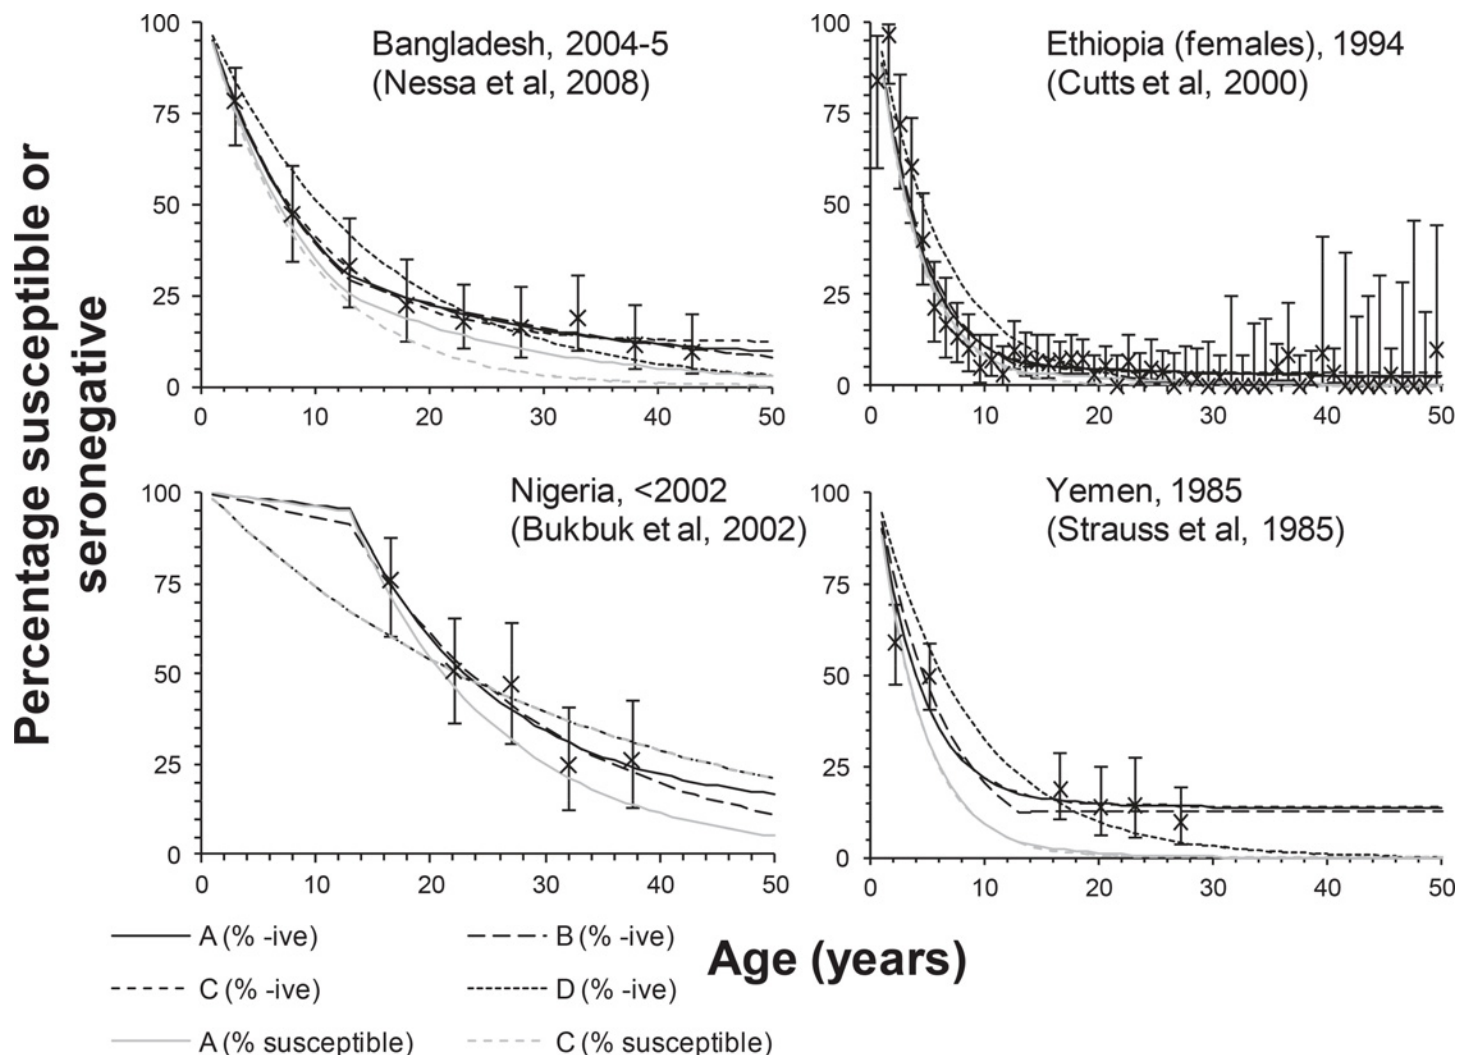 Percentage susceptible or
seronegative
Bangladesh, 2004-5
(Nessa et al, 2008)
100
75
50
25
0
0 10 20 30 40 50
Ethiopia (females), 1994
(Cutts et al, 2000)
100
75
50
25
0
0 10 20 30 40 50
Nigeria, <2002
(Bukbuk et al, 2002)
100
75
50
25
0
0 10 20 30 40 50
Yemen, 1985
(Strauss et al, 1985)
100
75
50
25
0
0 10 20 30 40 50
Age (years)
A (% -ive)
B (% -ive)
C (% -ive)
D (% -ive)
A (% susceptible)
C (% susceptible)